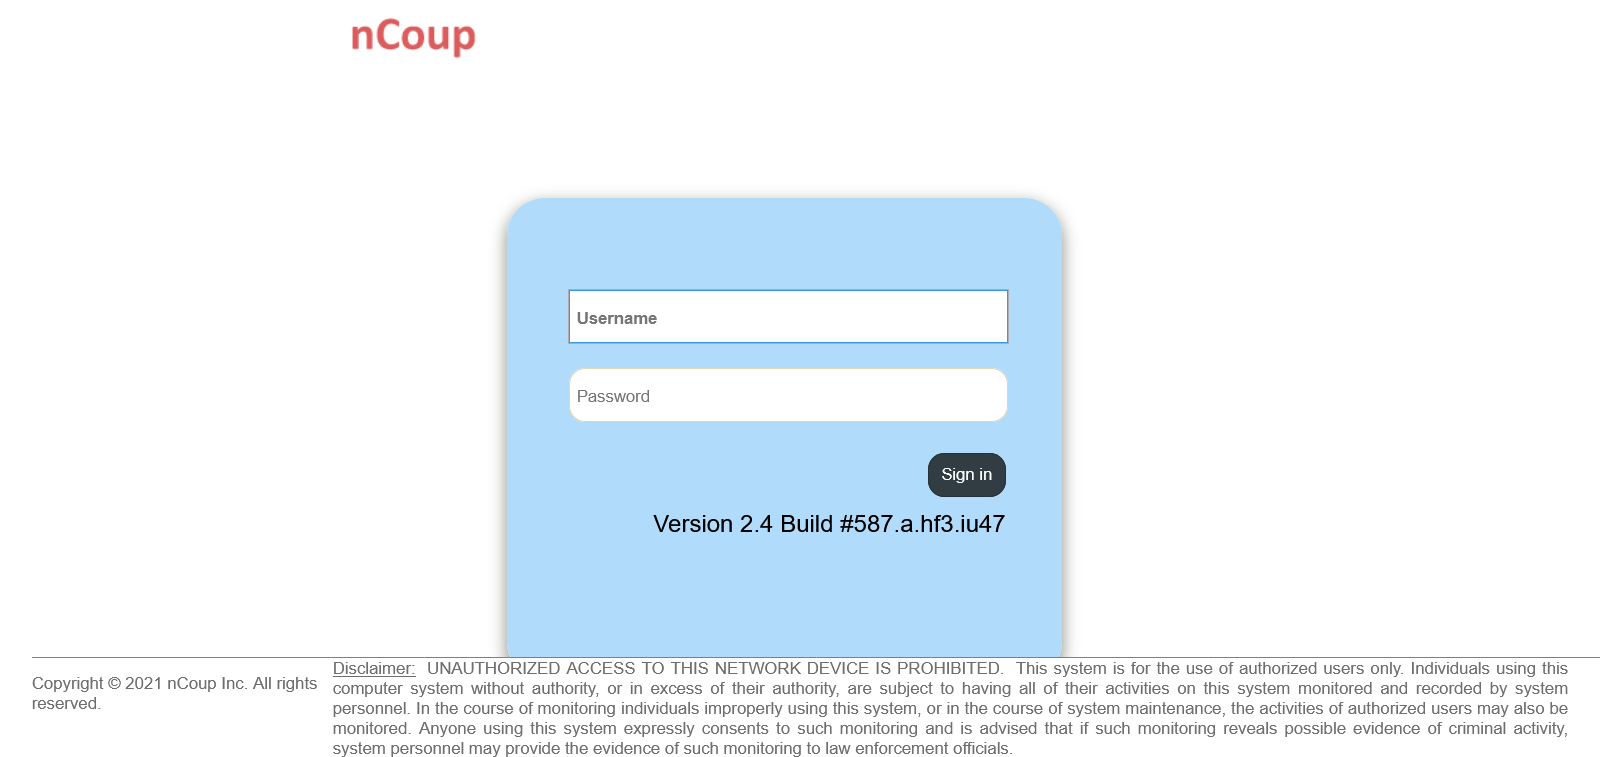 nCoup
Username
Password
Sign in
Version 2.4 Build #587.a.hf3.iu47
Copyright © 2021 nCoup Inc. All rights
reserved.
Disclaimer: UNAUTHORIZED ACCESS TO THIS NETWORK DEVICE IS PROHIBITED. This system is for the use of authorized users only. Individuals using this
computer system without authority, or in excess of their authority, are subject to having all of their activities on this system monitored and recorded by system
personnel. In the course of monitoring individuals improperly using this system, or in the course of system maintenance, the activities of authorized users may also be
monitored. Anyone using this system expressly consents to such monitoring and is advised that if such monitoring reveals possible evidence of criminal activity,
system personnel may provide the evidence of such monitoring to law enforcement officials.